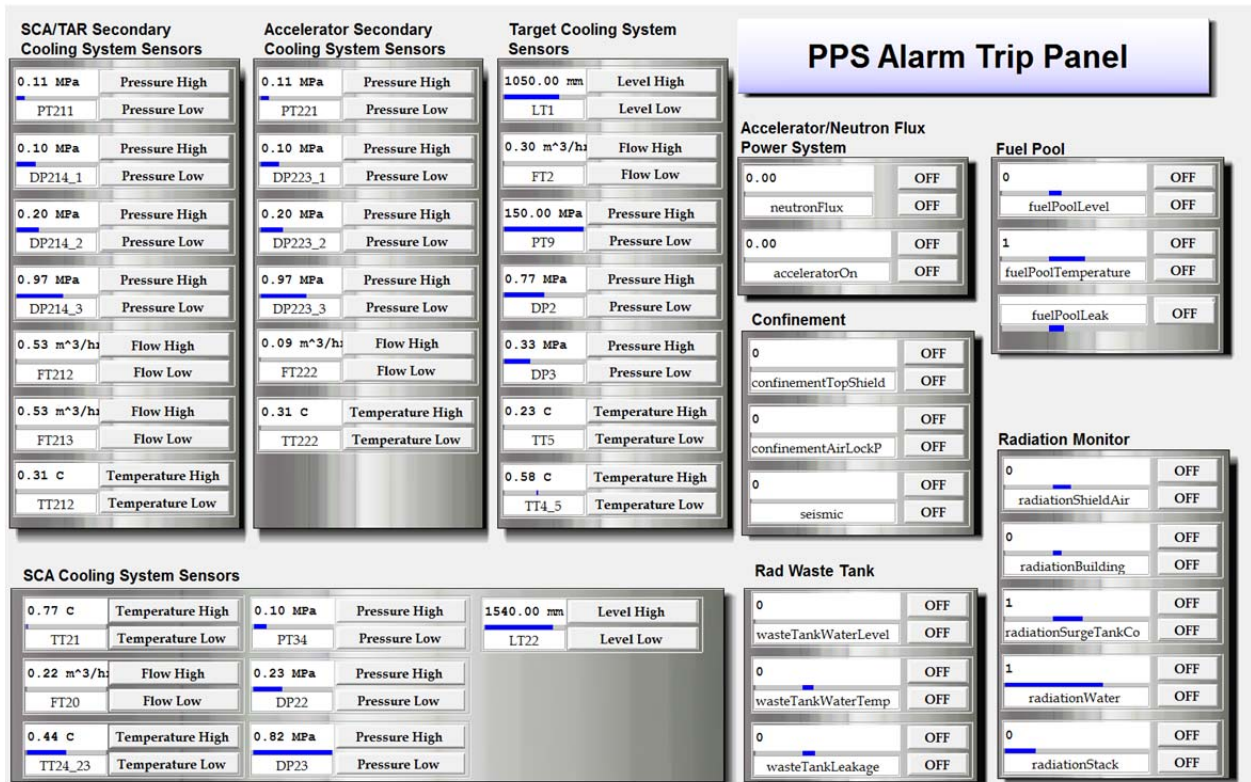 SCA/TAR Secondary
Cooling System Sensors
0.11 MPa Pressure High
PT211 Pressure Low
0.10 MPa Pressure High
DP214_1 Pressure Low
0.20 MPa Pressure High
DP214_2 Pressure Low
0.97 MPa Pressure High
DP214_3 Pressure Low
0.53 m^3/h Flow High
FT212 Flow Low
0.53 m^3/h Flow High
FT213 Flow Low
0.31 C Temperature High
TT212 Temperature Low
Accelerator Secondary
Cooling System Sensors
0.11 MPa Pressure High
PT221 Pressure Low
0.10 MPa Pressure High
DP223_1 Pressure Low
0.20 MPa Pressure High
DP223_2 Pressure Low
0.97 MPa Pressure High
DP223_3 Pressure Low
0.09 m^3/h Flow High
FT222 Flow Low
0.31 C Temperature High
TT222 Temperature Low
Target Cooling System
Sensors
1050.00 mm Level High
LT1 Level Low
0.30 m^3/h Flow High
FT2 Flow Low
150.00 MPa Pressure High
PT9 Pressure Low
0.77 MPa Pressure High
DP2 Pressure Low
0.33 MPa Pressure High
DP3 Pressure Low
0.23 C Temperature High
TT5 Temperature Low
0.58 C Temperature High
TT4_5 Temperature Low
PPS Alarm Trip Panel
Accelerator/Neutron Flux
Power System
0.00 OFF
neutronFlux OFF
0.00 OFF
acceleratorOn OFF
Fuel Pool
0 OFF
fuelPoolLevel OFF
1 OFF
fuelPoolTemperature OFF
fuelPoolLeak OFF
Confinement
0 OFF
confinementTopShield OFF
0 OFF
confinementAirLockP OFF
0 OFF
seismic OFF
Radiation Monitor
0 OFF
radiationShieldAir OFF
0 OFF
radiationBuilding OFF
1 OFF
radiationSurgeTankCo OFF
1 OFF
radiationWater OFF
0 OFF
radiationStack OFF
SCA Cooling System Sensors
0.77 C Temperature High 0.10 MPa Pressure High 1540.00 mm Level High
TT21 Temperature Low PT34 Pressure Low LT22 Level Low
0.22 m^3/h Flow High 0.23 MPa Pressure High
FT20 Flow Low DP22 Pressure Low
0.44 C Temperature High 0.82 MPa Pressure High
TT24_23 Temperature Low DP23 Pressure Low
Rad Waste Tank
0 OFF
wasteTankWaterLevel OFF
0 OFF
wasteTankWaterTemp OFF
0 OFF
wasteTankLeakage OFF